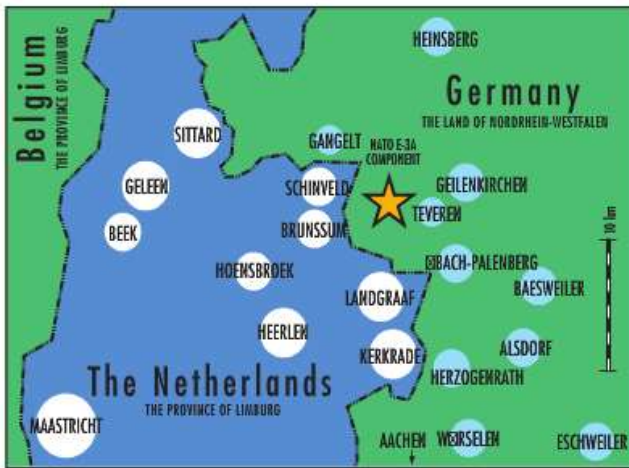 HEINSBERG
Belgium
THE PROVINCE OF LIMBURG
Germany
THE LAND OF NORDRHEIN-WESTFALEN
SITTARD
GANGELT
NATO E-3A
COMPONENT
GELEEN
SCHINVELD
GEILENKIRCHEN
TEVEREN
BEEK
BRUNSSUM
10 km
HOENSBROEK
☒BACH-PALENBERG
BAESWEILER
LANDGRAAF
HEERLEN
KERKRADE
ALSDORF
HERZOGENRATH
The Netherlands
THE PROVINCE OF LIMBURG
MAASTRICHT
AACHEN
W☒RSELEN
ESCHWEILER